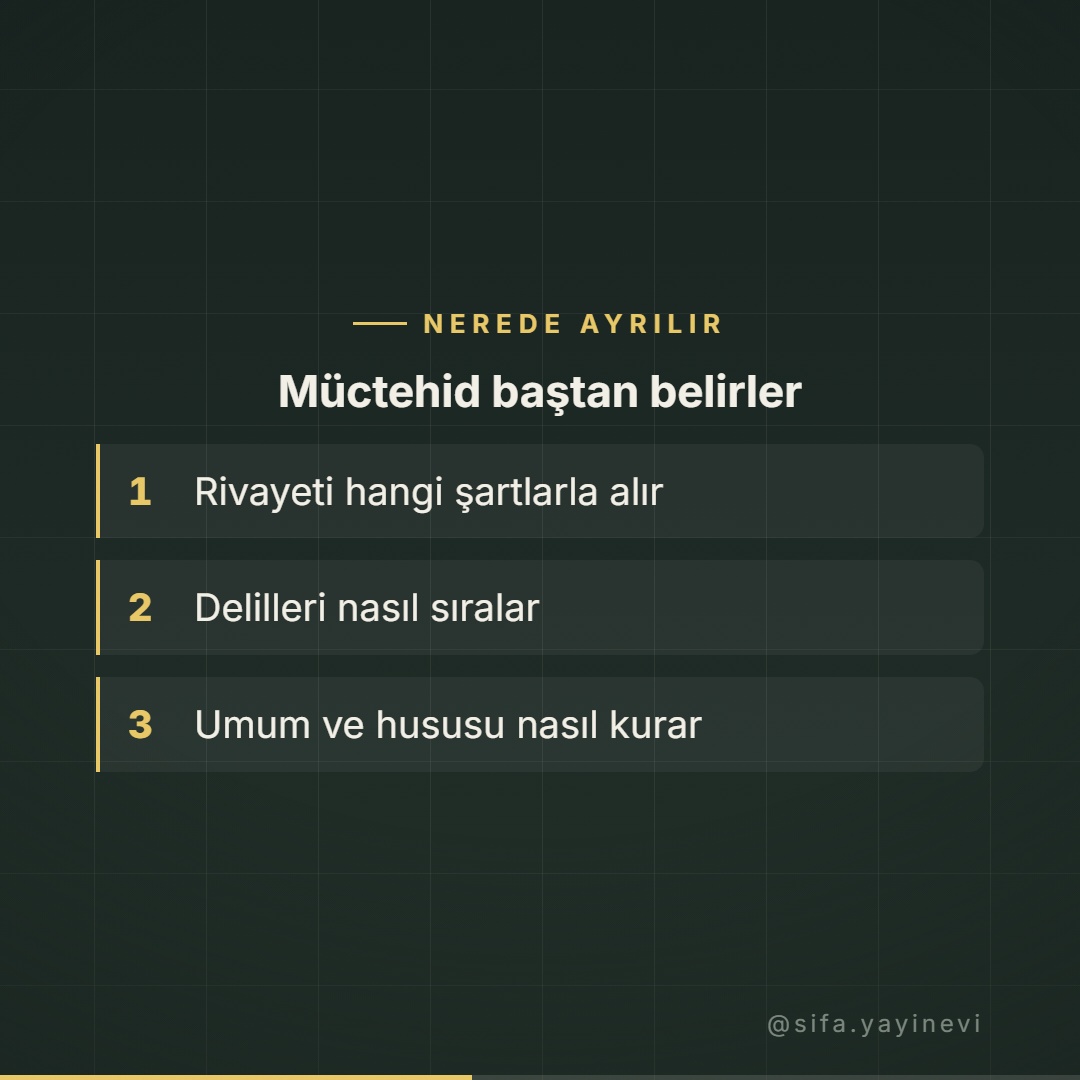 NEREDE AYRILIR
Müctehid baştan belirler
1 Rivayeti hangi şartlarla alır
2 Delilleri nasıl sıralar
3 Umum ve hususu nasıl kurar
@sifa.yayinevi